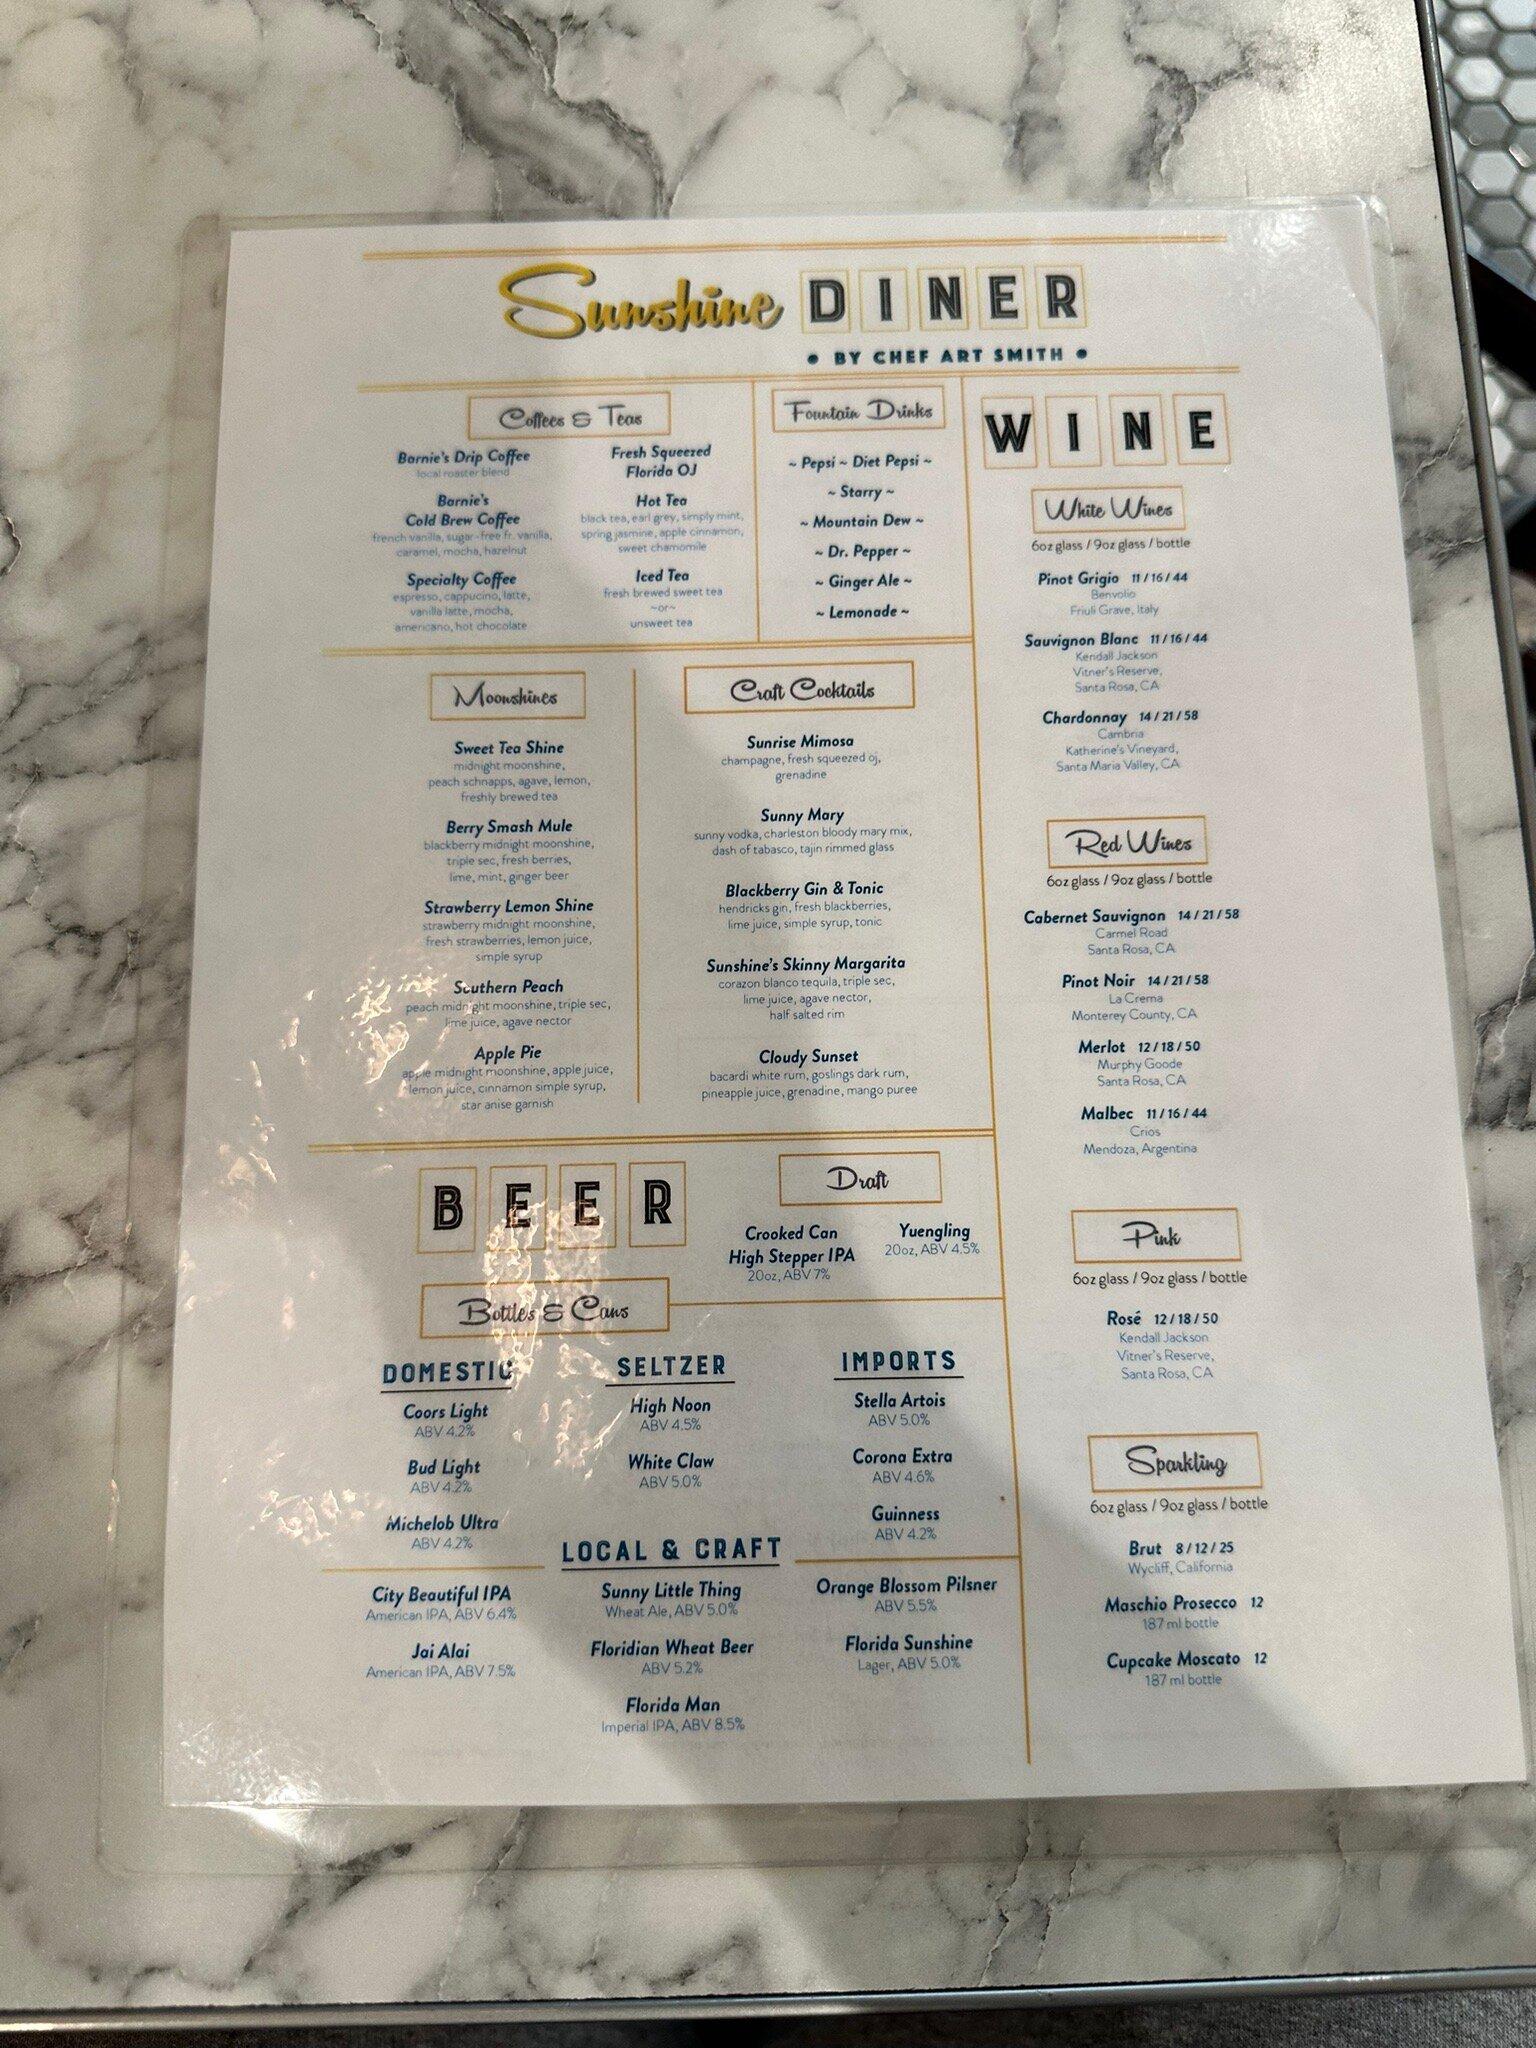 Sunshine DINER
• BY CHEF ART SMITH •
Coffees & Teas
Barnie's Drip Coffee
local roaster blend
Barnie's
Cold Brew Coffee
french vanilla, sugar-free fr. vanilla,
caramel, mocha, hazelnut
Specialty Coffee
espresso, cappucino, latte,
vanilla latte, mocha,
americano, hot chocolate
Fresh Squeezed
Florida OJ
Hot Tea
black tea, earl grey, simply mint,
spring jasmine, apple cinnamon,
sweet chamomile
Iced Tea
fresh brewed sweet tea
~or~
unsweet tea
Fountain Drinks
~ Pepsi ~ Diet Pepsi ~
~ Starry ~
~ Mountain Dew ~
~ Dr. Pepper ~
~ Ginger Ale ~
~ Lemonade ~
Moonshines
Sweet Tea Shine
midnight moonshine,
peach schnapps, agave, lemon,
freshly brewed tea
Berry Smash Mule
blackberry midnight moonshine,
triple sec, fresh berries,
lime, mint, ginger beer
Strawberry Lemon Shine
strawberry midnight moonshine,
fresh strawberries, lemon juice,
simple syrup
Southern Peach
peach midnight moonshine, triple sec,
lime juice, agave nector
Apple Pie
apple midnight moonshine, apple juice,
lemon juice, cinnamon simple syrup,
star anise garnish
Craft Cocktails
Sunrise Mimosa
champagne, fresh squeezed oj,
grenadine
Sunny Mary
sunny vodka, charleston bloody mary mix,
dash of tabasco, tajin rimmed glass
Blackberry Gin & Tonic
hendricks gin, fresh blackberries,
lime juice, simple syrup, tonic
Sunshine's Skinny Margarita
corazon blanco tequila, triple sec,
lime juice, agave nector,
half salted rim
Cloudy Sunset
bacardi white rum, goslings dark rum,
pineapple juice, grenadine, mango puree
BEER
Draft
Crooked Can
High Stepper IPA
20oz, ABV 7%
Yuengling
20oz, ABV 4.5%
Bottles & Cans
DOMESTIC
Coors Light
ABV 4.2%
Bud Light
ABV 4.2%
Michelob Ultra
ABV 4.2%
SELTZER
High Noon
ABV 4.5%
White Claw
ABV 5.0%
IMPORTS
Stella Artois
ABV 5.0%
Corona Extra
ABV 4.6%
Guinness
ABV 4.2%
LOCAL & CRAFT
City Beautiful IPA
American IPA, ABV 6.4%
Jai Alai
American IPA, ABV 7.5%
Sunny Little Thing
Wheat Ale, ABV 5.0%
Floridian Wheat Beer
ABV 5.2%
Florida Man
Imperial IPA, ABV 8.5%
Orange Blossom Pilsner
ABV 5.5%
Florida Sunshine
Lager, ABV 5.0%
WINE
White Wines
6oz glass / 9oz glass / bottle
Pinot Grigio 11 / 16 / 44
Benvolio
Friuli Grave, Italy
Sauvignon Blanc 11 / 16 / 44
Kendall Jackson
Vitner's Reserve,
Santa Rosa, CA
Chardonnay 14 / 21 / 58
Cambria
Katherine's Vineyard,
Santa Maria Valley, CA
Red Wines
6oz glass / 9oz glass / bottle
Cabernet Sauvignon 14 / 21 / 58
Carmel Road
Santa Rosa, CA
Pinot Noir 14 / 21 / 58
La Crema
Monterey County, CA
Merlot 12 / 18 / 50
Murphy Goode
Santa Rosa, CA
Malbec 11 / 16 / 44
Crios
Mendoza, Argentina
Pink
6oz glass / 9oz glass / bottle
Rosé 12 / 18 / 50
Kendall Jackson
Vitner's Reserve,
Santa Rosa, CA
Sparkling
6oz glass / 9oz glass / bottle
Brut 8 / 12 / 25
Wycliff, California
Maschio Prosecco 12
187 ml bottle
Cupcake Moscato 12
187 ml bottle